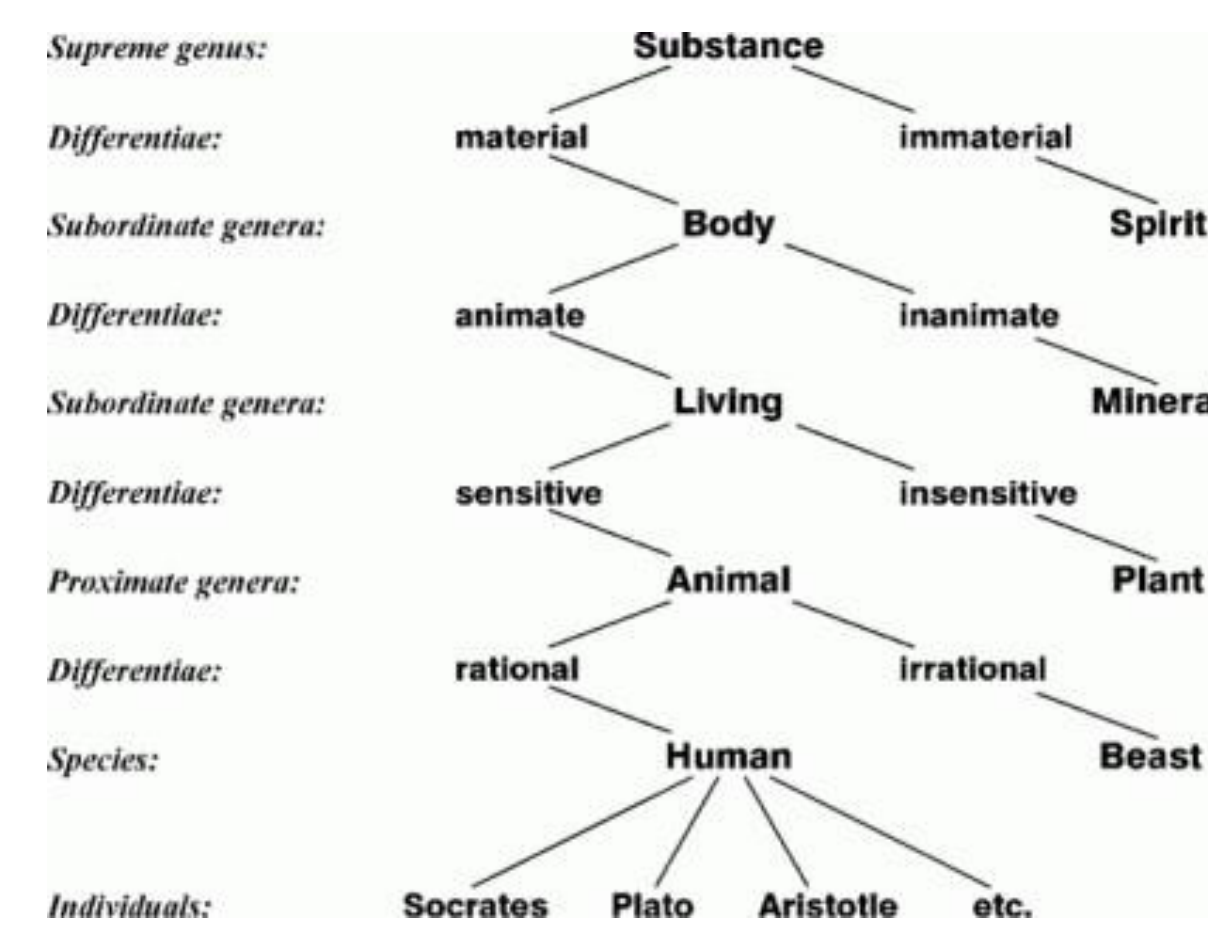 Supreme genus: Substance
Differentiae: material immaterial
Subordinate genera: Body Spirit
Differentiae: animate inanimate
Subordinate genera: Living Minera
Differentiae: sensitive insensitive
Proximate genera: Animal Plant
Differentiae: rational irrational
Species: Human Beast
Individuals: Socrates Plato Aristotle etc.